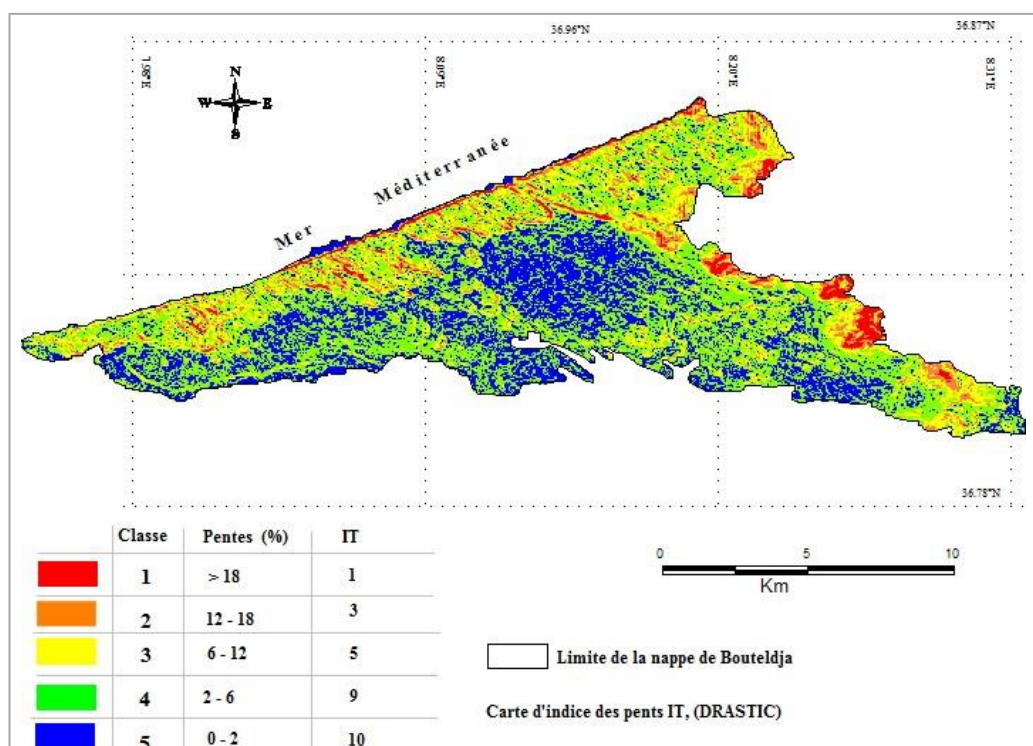 36.96°N
36.87°N
7.98°E
8.09°E
8.20°E
8.31°E
N
W E
S
Mer Méditerranée
36.78°N
Classe Pentes (%) IT
1 > 18 1
2 12 - 18 3
3 6 - 12 5
4 2 - 6 9
5 0 - 2 10
0 5 10
Km
Limite de la nappe de Bouteldja
Carte d'indice des pents IT, (DRASTIC)